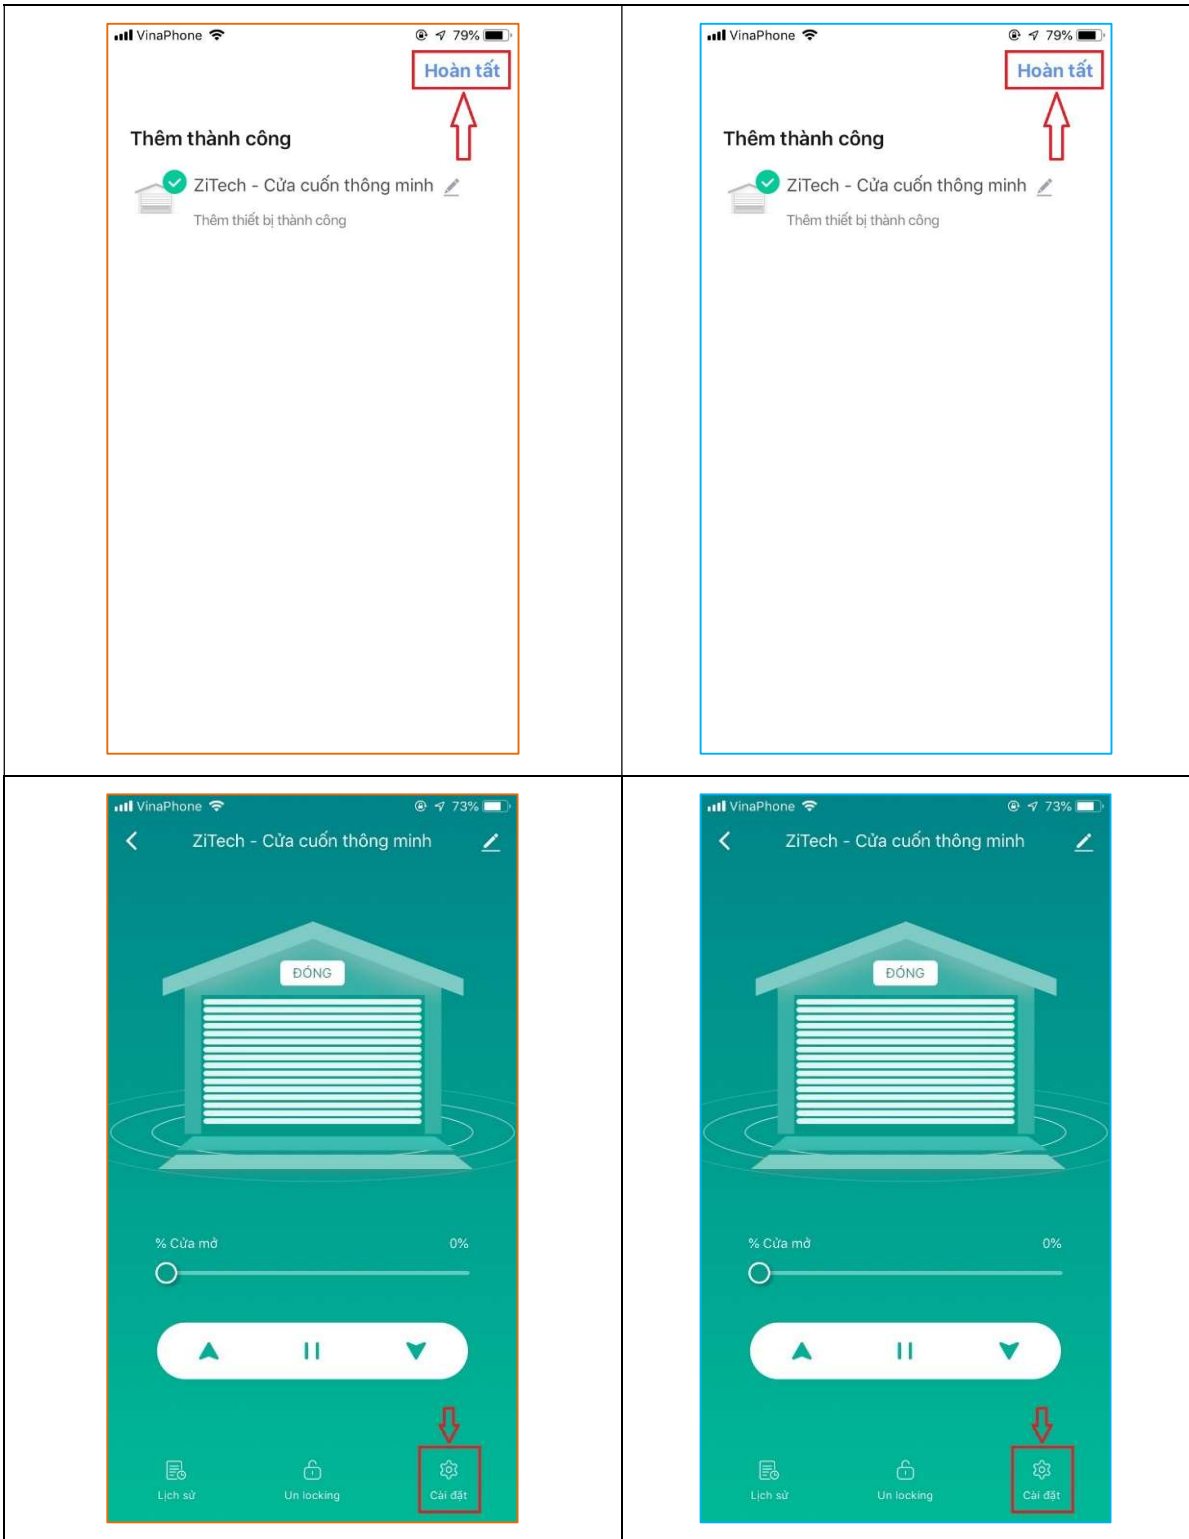 VinaPhone 79%
Hoàn tất
Thêm thành công
ZiTech - Cửa cuốn thông minh
Thêm thiết bị thành công
VinaPhone 79%
Hoàn tất
Thêm thành công
ZiTech - Cửa cuốn thông minh
Thêm thiết bị thành công
VinaPhone 73%
ZiTech - Cửa cuốn thông minh
ĐÓNG
% Cửa mở 0%
Lịch sử Un locking Cài đặt
VinaPhone 73%
ZiTech - Cửa cuốn thông minh
ĐÓNG
% Cửa mở 0%
Lịch sử Un locking Cài đặt